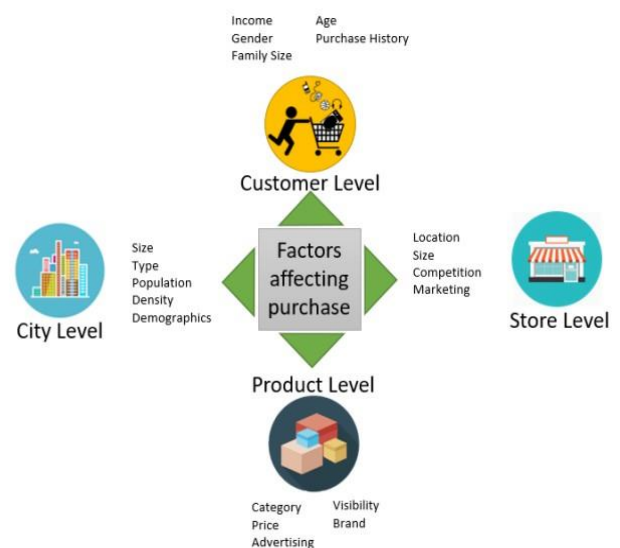 Income Age
Gender Purchase History
Family Size
Customer Level
Factors
affecting
purchase
Size
Type
Population
Density
Demographics
City Level
Location
Size
Competition
Marketing
Store Level
Product Level
Category Visibility
Price Brand
Advertising